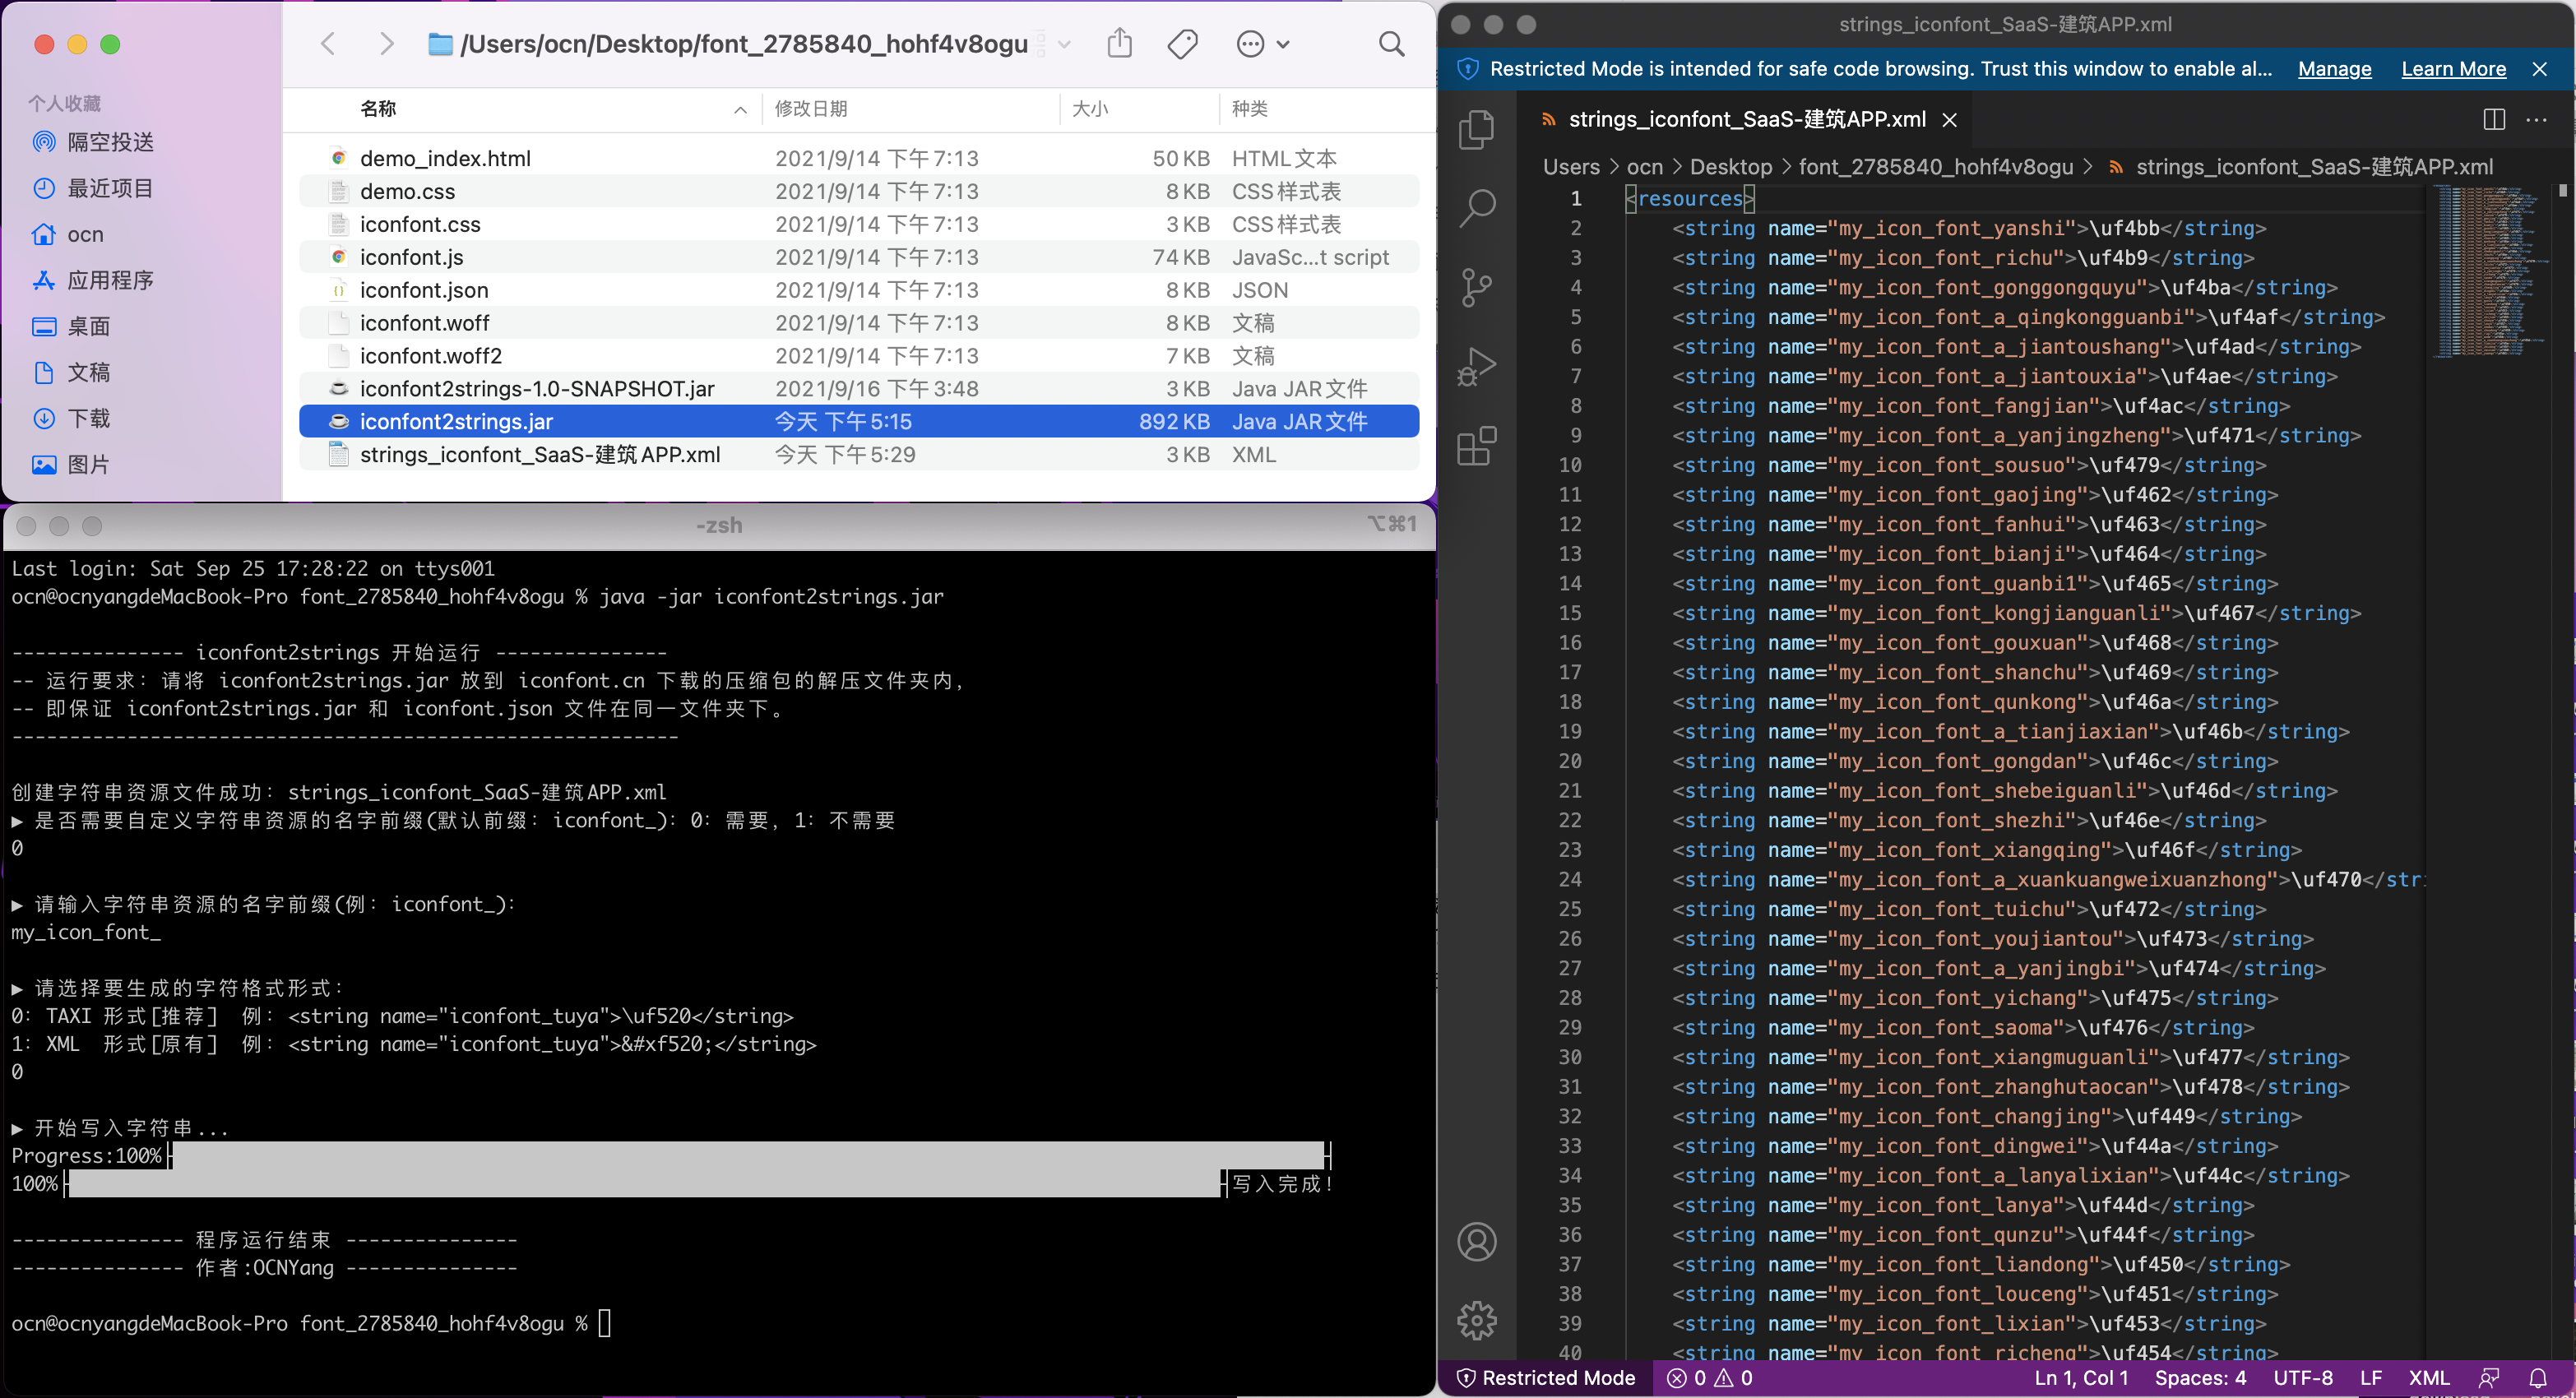 /Users/ocn/Desktop/font_2785840_hohf4v8ogu
个人收藏
隔空投送
最近项目
ocn
应用程序
桌面
文稿
下载
图片
名称 修改日期 大小 种类
demo_index.html 2021/9/14 下午7:13 50 KB HTML文本
demo.css 2021/9/14 下午7:13 8 KB CSS样式表
iconfont.css 2021/9/14 下午7:13 3 KB CSS样式表
iconfont.js 2021/9/14 下午7:13 74 KB JavaSc...t script
iconfont.json 2021/9/14 下午7:13 8 KB JSON
iconfont.woff 2021/9/14 下午7:13 8 KB 文稿
iconfont.woff2 2021/9/14 下午7:13 7 KB 文稿
iconfont2strings-1.0-SNAPSHOT.jar 2021/9/16 下午3:48 3 KB Java JAR文件
iconfont2strings.jar 今天 下午5:15 892 KB Java JAR文件
strings_iconfont_SaaS-建筑APP.xml 今天 下午5:29 3 KB XML
-zsh ⌥⌘1
Last login: Sat Sep 25 17:28:22 on ttys001
ocn@ocnyangdeMacBook-Pro font_2785840_hohf4v8ogu % java -jar iconfont2strings.jar
--------------- iconfont2strings 开始运行 ---------------
-- 运行要求：请将 iconfont2strings.jar 放到 iconfont.cn 下载的压缩包的解压文件夹内，
-- 即保证 iconfont2strings.jar 和 iconfont.json 文件在同一文件夹下。
----------------------------------------------------------
创建字符串资源文件成功：strings_iconfont_SaaS-建筑APP.xml
▶ 是否需要自定义字符串资源的名字前缀(默认前缀：iconfont_)：0：需要，1：不需要
0
▶ 请输入字符串资源的名字前缀(例：iconfont_)：
my_icon_font_
▶ 请选择要生成的字符格式形式：
0：TAXI 形式[推荐] 例：<string name="iconfont_tuya">\uf520</string>
1：XML 形式[原有] 例：<string name="iconfont_tuya">&#xf520;</string>
0
▶ 开始写入字符串...
Progress:100%
100% 写入完成！
--------------- 程序运行结束 ---------------
--------------- 作者:OCNYang ---------------
ocn@ocnyangdeMacBook-Pro font_2785840_hohf4v8ogu %
strings_iconfont_SaaS-建筑APP.xml
Restricted Mode is intended for safe code browsing. Trust this window to enable al... Manage Learn More
strings_iconfont_SaaS-建筑APP.xml
Users > ocn > Desktop > font_2785840_hohf4v8ogu > strings_iconfont_SaaS-建筑APP.xml
1 <resources>
2 <string name="my_icon_font_yanshi">\uf4bb</string>
3 <string name="my_icon_font_richu">\uf4b9</string>
4 <string name="my_icon_font_gonggongquyu">\uf4ba</string>
5 <string name="my_icon_font_a_qingkongguanbi">\uf4af</string>
6 <string name="my_icon_font_a_jiantoushang">\uf4ad</string>
7 <string name="my_icon_font_a_jiantouxia">\uf4ae</string>
8 <string name="my_icon_font_fangjian">\uf4ac</string>
9 <string name="my_icon_font_a_yanjingzheng">\uf471</string>
10 <string name="my_icon_font_sousuo">\uf479</string>
11 <string name="my_icon_font_gaojing">\uf462</string>
12 <string name="my_icon_font_fanhui">\uf463</string>
13 <string name="my_icon_font_bianji">\uf464</string>
14 <string name="my_icon_font_guanbi1">\uf465</string>
15 <string name="my_icon_font_kongjianguanli">\uf467</string>
16 <string name="my_icon_font_gouxuan">\uf468</string>
17 <string name="my_icon_font_shanchu">\uf469</string>
18 <string name="my_icon_font_qunkong">\uf46a</string>
19 <string name="my_icon_font_a_tianjiaxian">\uf46b</string>
20 <string name="my_icon_font_gongdan">\uf46c</string>
21 <string name="my_icon_font_shebeiguanli">\uf46d</string>
22 <string name="my_icon_font_shezhi">\uf46e</string>
23 <string name="my_icon_font_xiangqing">\uf46f</string>
24 <string name="my_icon_font_a_xuankuangweixuanzhong">\uf470</stri
25 <string name="my_icon_font_tuichu">\uf472</string>
26 <string name="my_icon_font_youjiantou">\uf473</string>
27 <string name="my_icon_font_a_yanjingbi">\uf474</string>
28 <string name="my_icon_font_yichang">\uf475</string>
29 <string name="my_icon_font_saoma">\uf476</string>
30 <string name="my_icon_font_xiangmuguanli">\uf477</string>
31 <string name="my_icon_font_zhanghutaocan">\uf478</string>
32 <string name="my_icon_font_changjing">\uf449</string>
33 <string name="my_icon_font_dingwei">\uf44a</string>
34 <string name="my_icon_font_a_lanyalixian">\uf44c</string>
35 <string name="my_icon_font_lanya">\uf44d</string>
36 <string name="my_icon_font_qunzu">\uf44f</string>
37 <string name="my_icon_font_liandong">\uf450</string>
38 <string name="my_icon_font_louceng">\uf451</string>
39 <string name="my_icon_font_lixian">\uf453</string>
40 <string name="my_icon_font_richeng">\uf454</string>
Restricted Mode 0 0 Ln 1, Col 1 Spaces: 4 UTF-8 LF XML